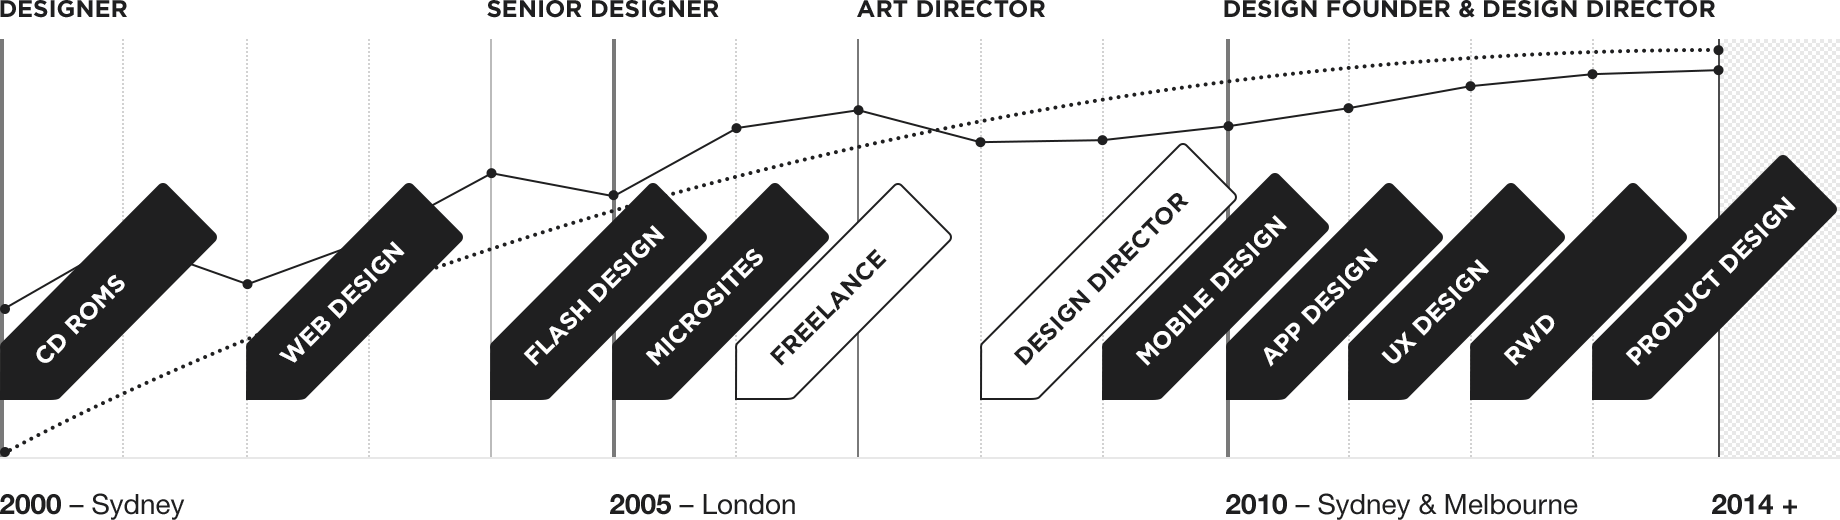 DESIGNER
SENIOR DESIGNER
ART DIRECTOR
DESIGN FOUNDER & DESIGN DIRECTOR
CD ROMS
WEB DESIGN
FLASH DESIGN
MICROSITES
FREELANCE
DESIGN DIRECTOR
MOBILE DESIGN
APP DESIGN
UX DESIGN
RWD
PRODUCT DESIGN
2000 – Sydney
2005 – London
2010 – Sydney & Melbourne
2014 +